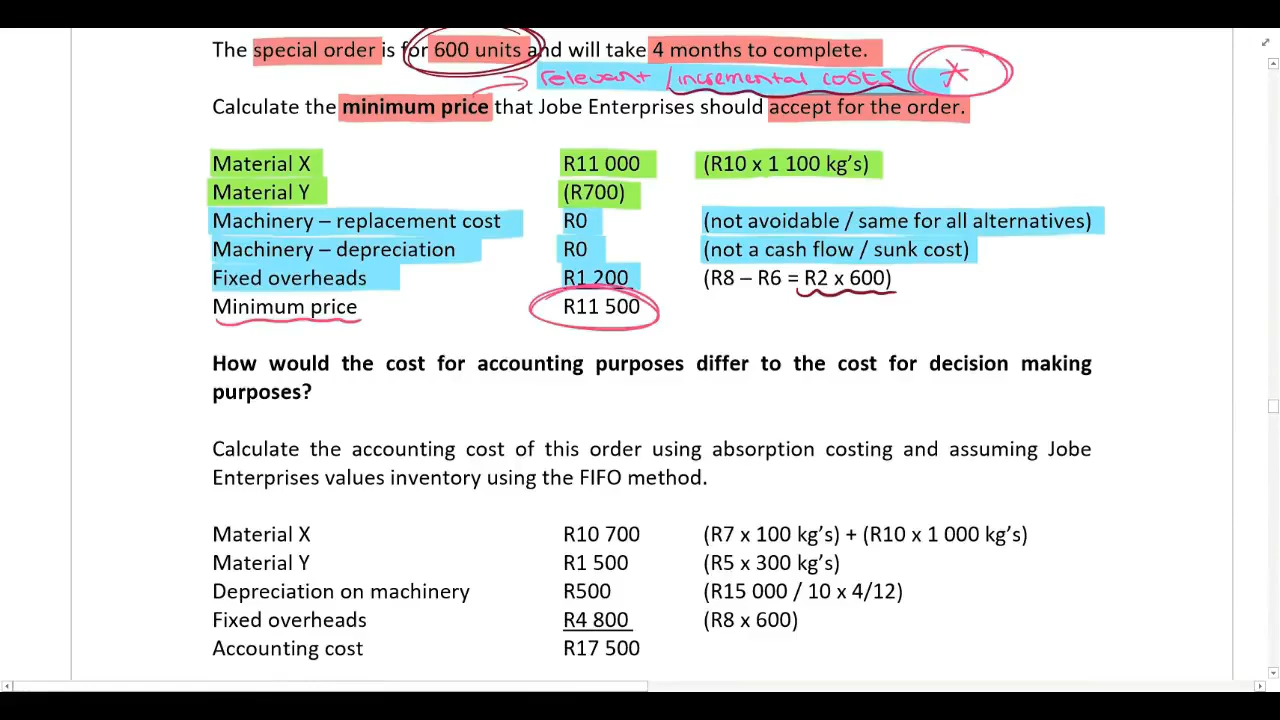 The special order is for 600 units and will take 4 months to complete.
relevant / incremental costs
Calculate the minimum price that Jobe Enterprises should accept for the order.
Material X R11 000 (R10 x 1 100 kg's)
Material Y (R700)
Machinery – replacement cost R0 (not avoidable / same for all alternatives)
Machinery – depreciation R0 (not a cash flow / sunk cost)
Fixed overheads R1 200 (R8 – R6 = R2 x 600)
Minimum price R11 500
How would the cost for accounting purposes differ to the cost for decision making
purposes?
Calculate the accounting cost of this order using absorption costing and assuming Jobe
Enterprises values inventory using the FIFO method.
Material X R10 700 (R7 x 100 kg's) + (R10 x 1 000 kg's)
Material Y R1 500 (R5 x 300 kg's)
Depreciation on machinery R500 (R15 000 / 10 x 4/12)
Fixed overheads R4 800 (R8 x 600)
Accounting cost R17 500